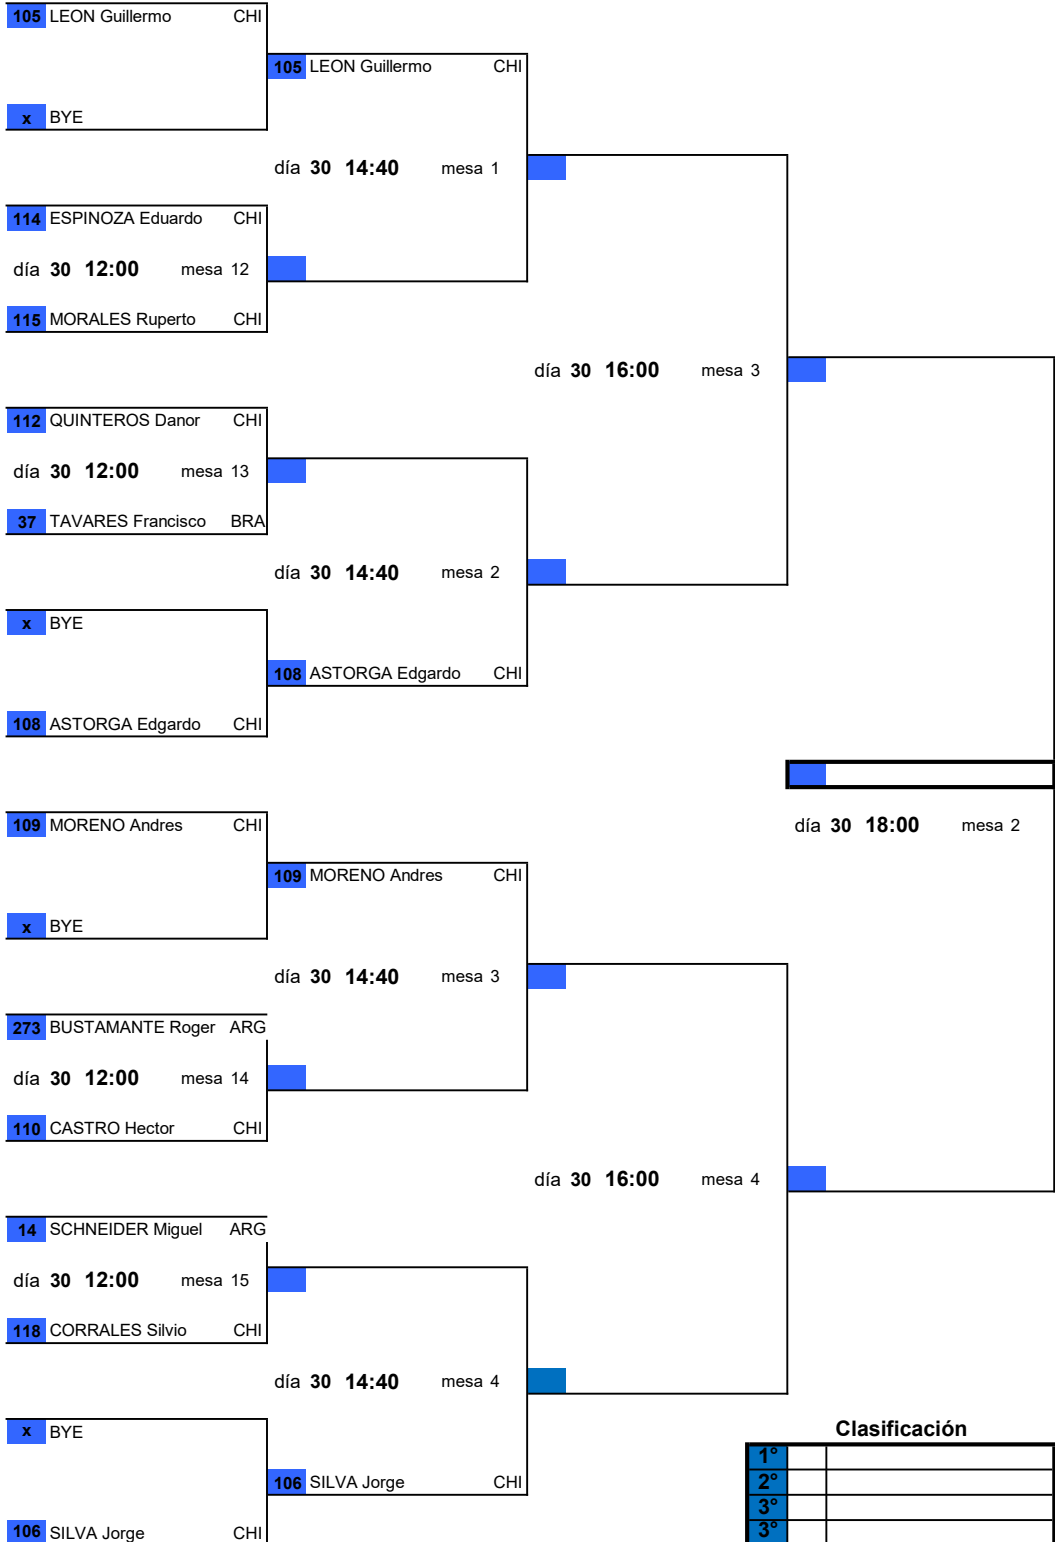 105 LEON Guillermo CHI
105 LEON Guillermo CHI
x BYE
día 30 14:40 mesa 1
114 ESPINOZA Eduardo CHI
día 30 12:00 mesa 12
115 MORALES Ruperto CHI
día 30 16:00 mesa 3
112 QUINTEROS Danor CHI
día 30 12:00 mesa 13
37 TAVARES Francisco BRA
día 30 14:40 mesa 2
x BYE
108 ASTORGA Edgardo CHI
108 ASTORGA Edgardo CHI
109 MORENO Andres CHI
día 30 18:00 mesa 2
109 MORENO Andres CHI
x BYE
día 30 14:40 mesa 3
273 BUSTAMANTE Roger ARG
día 30 12:00 mesa 14
110 CASTRO Hector CHI
día 30 16:00 mesa 4
14 SCHNEIDER Miguel ARG
día 30 12:00 mesa 15
118 CORRALES Silvio CHI
día 30 14:40 mesa 4
x BYE
Clasificación
1°
106 SILVA Jorge CHI
2°
3°
3°
106 SILVA Jorge CHI